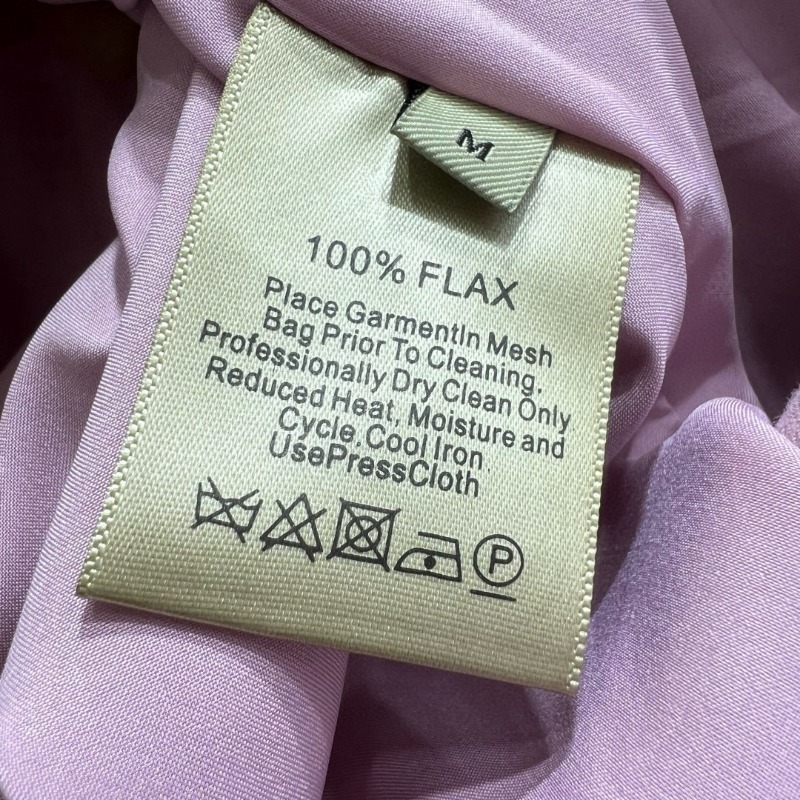 M
100% FLAX
Place GarmentIn Mesh
Bag Prior To Cleaning.
Professionally Dry Clean Only
Reduced Heat, Moisture and
Cycle.Cool Iron
UsePressCloth
P